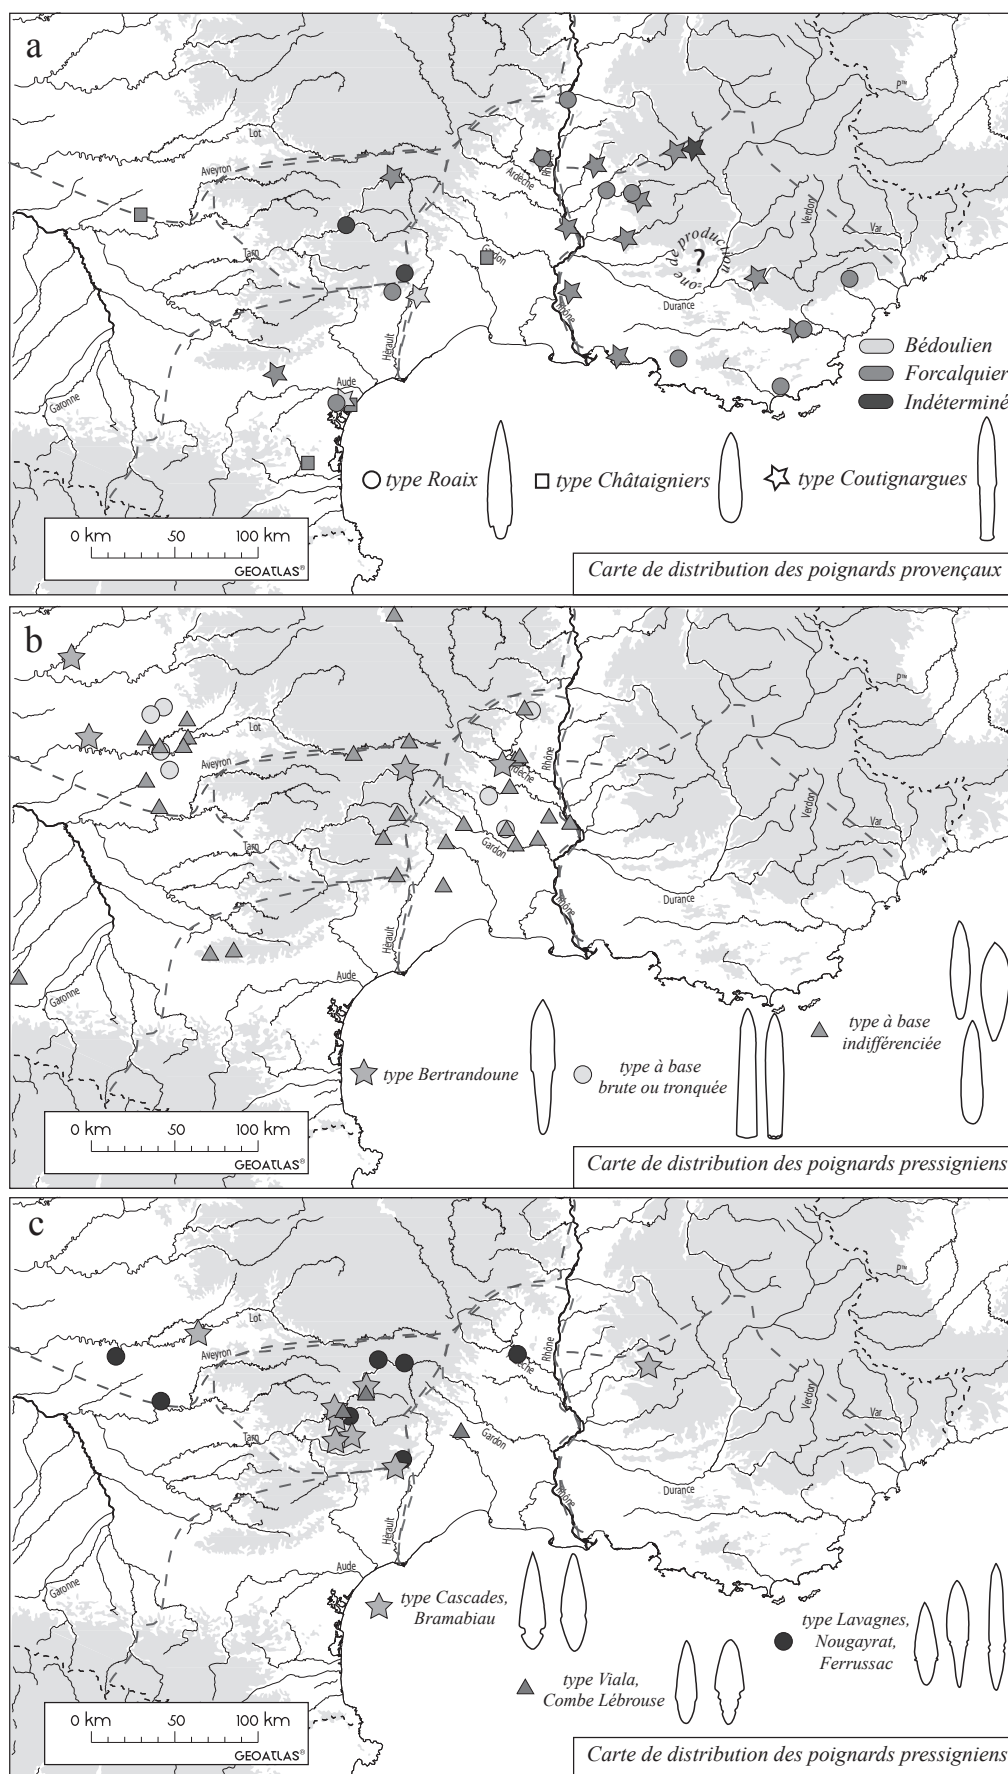 a
Lot
Aveyron
Ardèche
Rhône
Tarn
Gardon
Verdon
Var
zone de production
?
Durance
Rhône
Hérault
Aude
Garonne
Bédoulien
Forcalquier
Indéterminé
type Roaix
type Châtaigniers
type Coutignargues
0 km 50 100 km
GEOATLAS®
Carte de distribution des poignards provençaux
b
Lot
Aveyron
Ardèche
Rhône
Tarn
Gardon
Verdon
Var
Durance
Rhône
Hérault
Aude
Garonne
type à base
indifférenciée
type Bertrandoune
type à base
brute ou tronquée
0 km 50 100 km
GEOATLAS®
Carte de distribution des poignards pressigniens
c
Lot
Aveyron
Rhône
Tarn
Gardon
Verdon
Var
Durance
Rhône
Hérault
Aude
Garonne
type Cascades,
Bramabiau
type Lavagnes,
Nougayrat,
Ferrussac
type Viala,
Combe Lébrouse
0 km 50 100 km
GEOATLAS®
Carte de distribution des poignards pressigniens